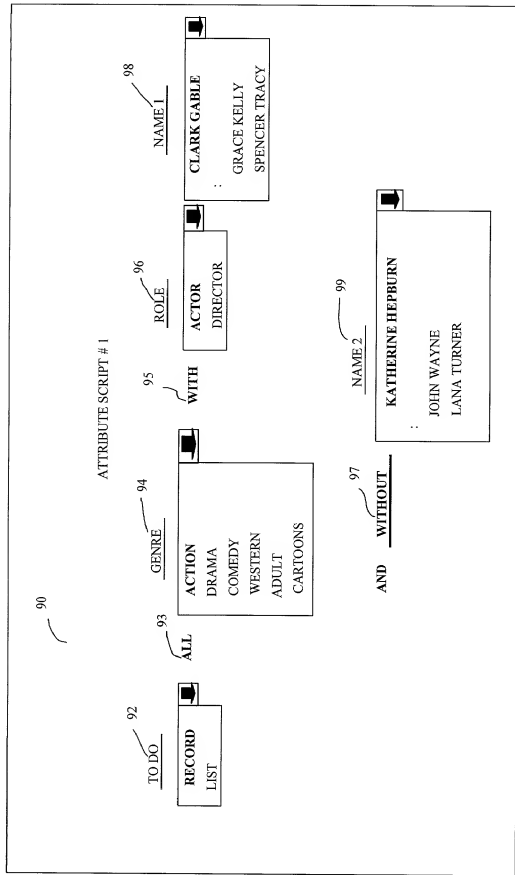 90
ATTRIBUTE SCRIPT # 1
92
TO DO
RECORD
LIST
93
ALL
94
GENRE
ACTION
DRAMA
COMEDY
WESTERN
ADULT
CARTOONS
95
WITH
96
ROLE
ACTOR
DIRECTOR
98
NAME 1
CLARK GABLE
:
GRACE KELLY
SPENCER TRACY
97
AND WITHOUT
99
NAME 2
KATHERINE HEPBURN
:
JOHN WAYNE
LANA TURNER